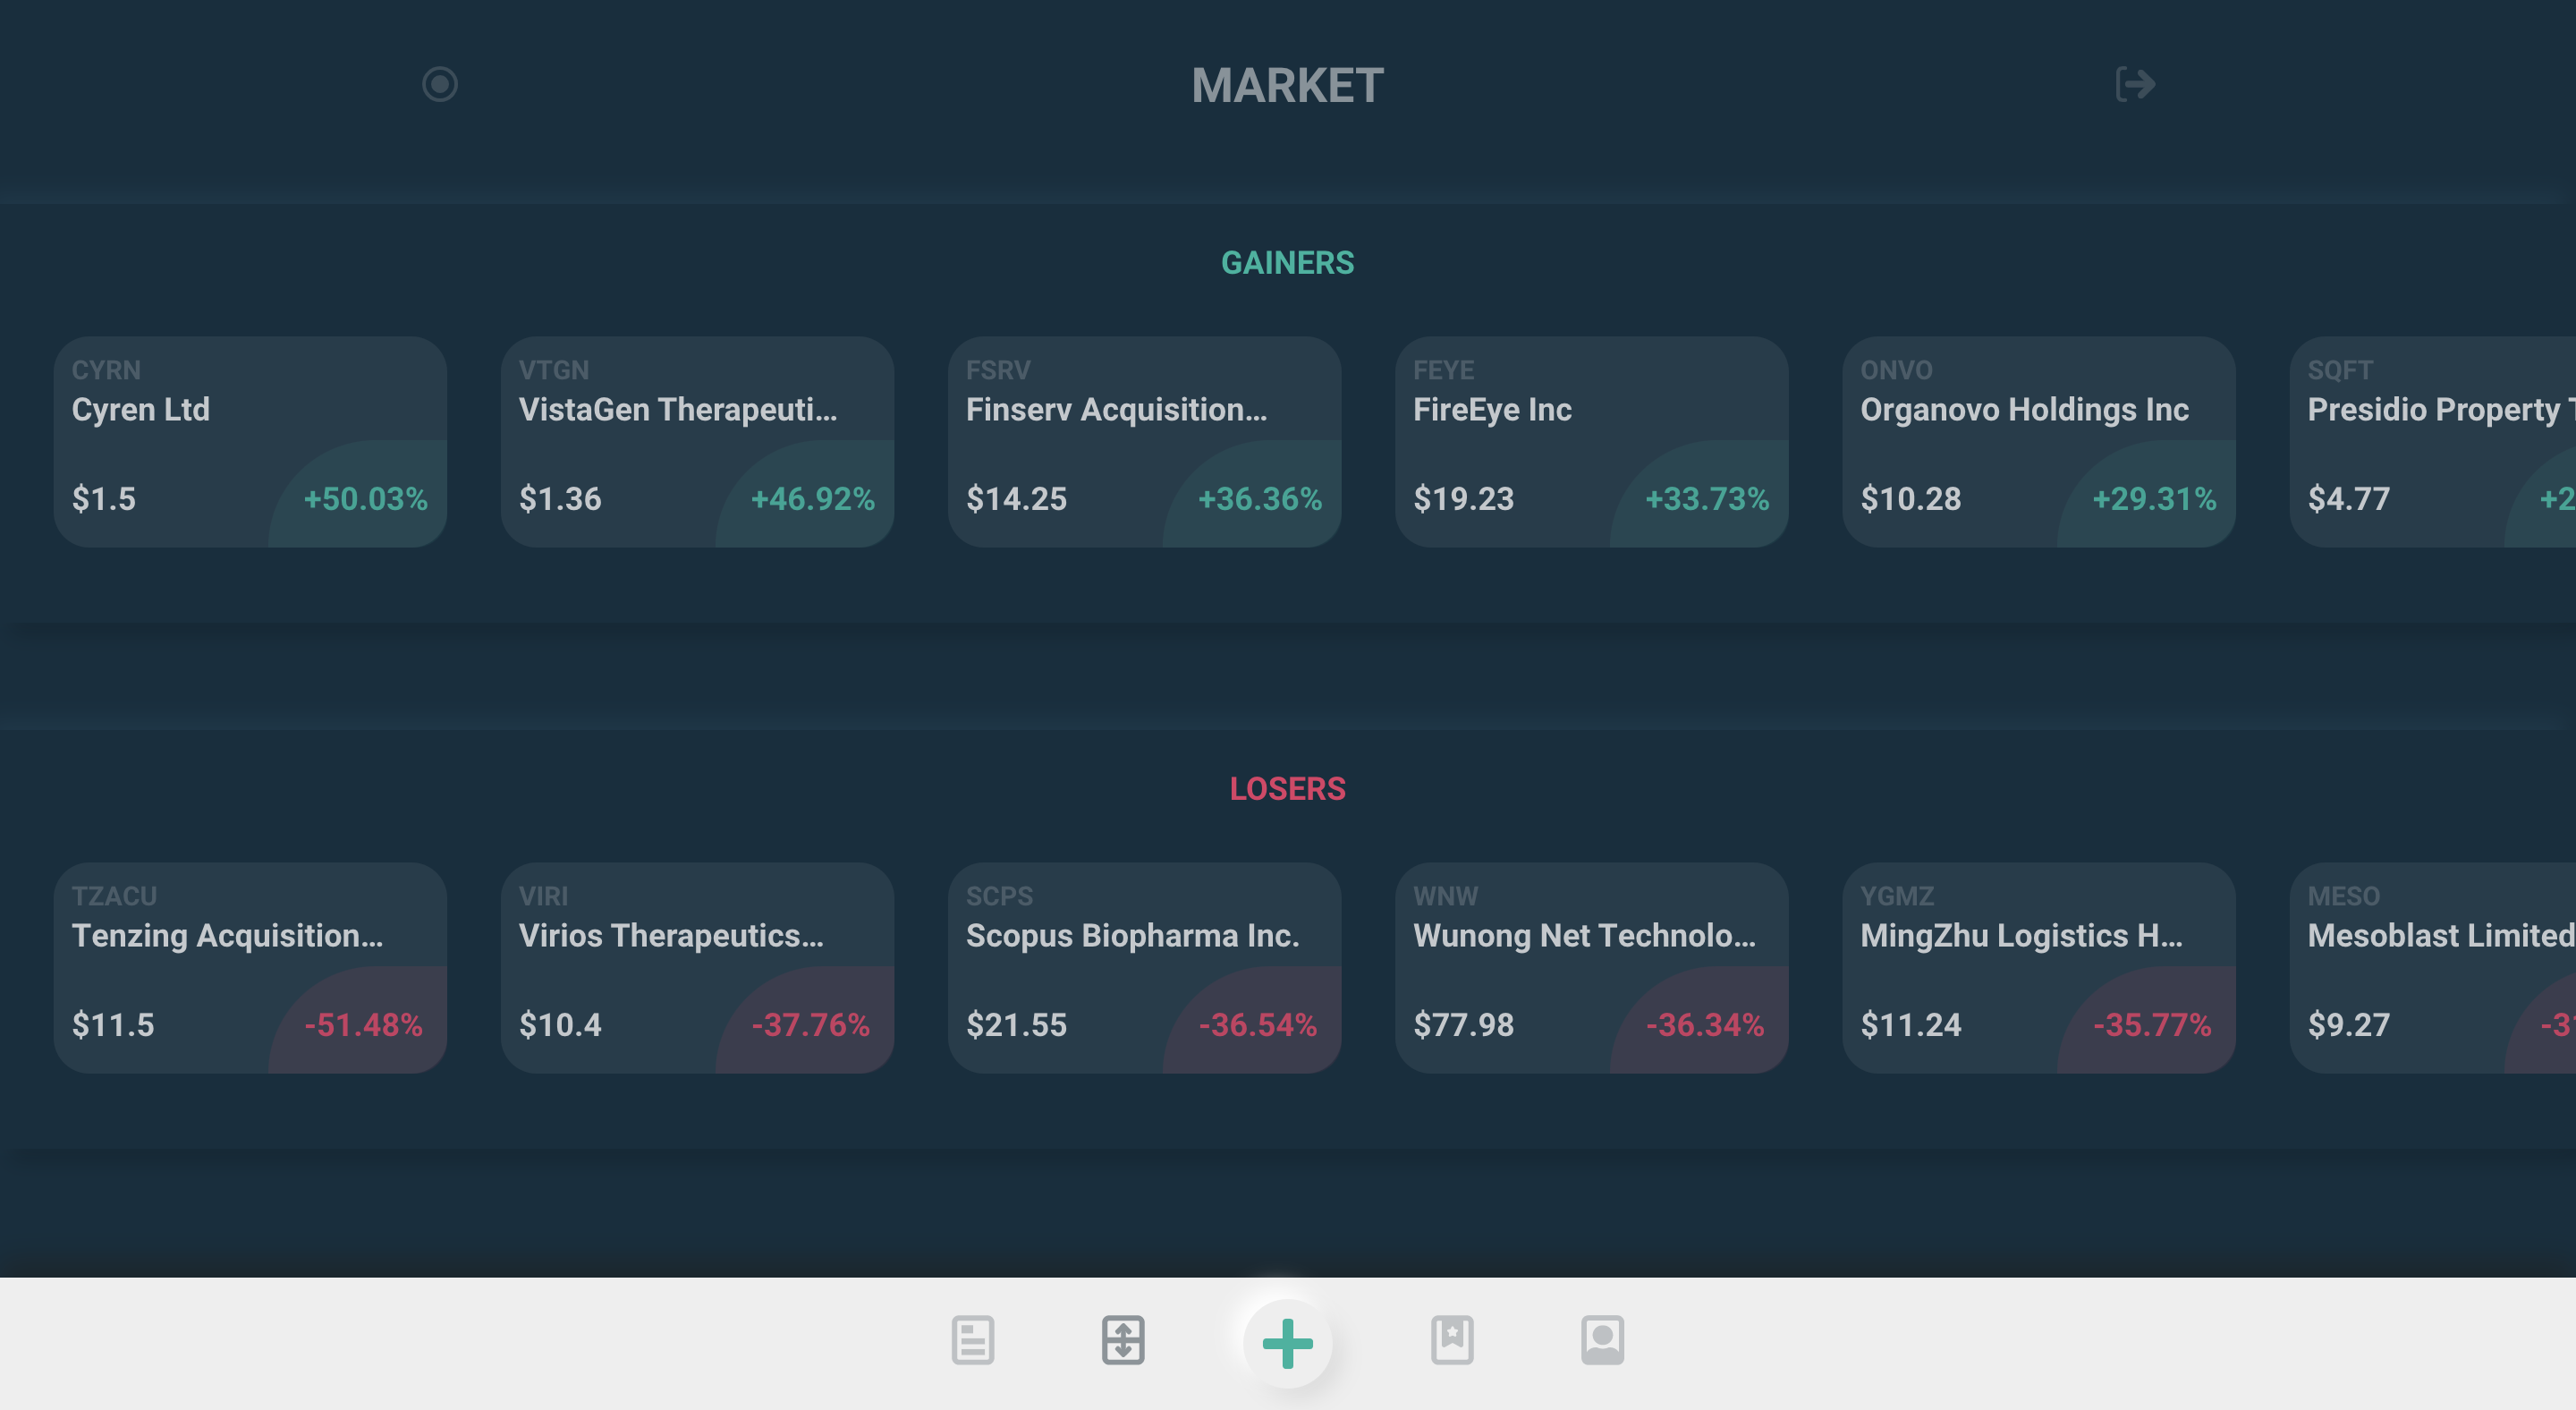 MARKET
GAINERS
CYRN
Cyren Ltd
$1.5 +50.03%
VTGN
VistaGen Therapeuti...
$1.36 +46.92%
FSRV
Finserv Acquisition...
$14.25 +36.36%
FEYE
FireEye Inc
$19.23 +33.73%
ONVO
Organovo Holdings Inc
$10.28 +29.31%
SQFT
Presidio Property
$4.77 +2
LOSERS
TZACU
Tenzing Acquisition...
$11.5 -51.48%
VIRI
Virios Therapeutics...
$10.4 -37.76%
SCPS
Scopus Biopharma Inc.
$21.55 -36.54%
WNW
Wunong Net Technolo...
$77.98 -36.34%
YGMZ
MingZhu Logistics H...
$11.24 -35.77%
MESO
Mesoblast Limited
$9.27 -3